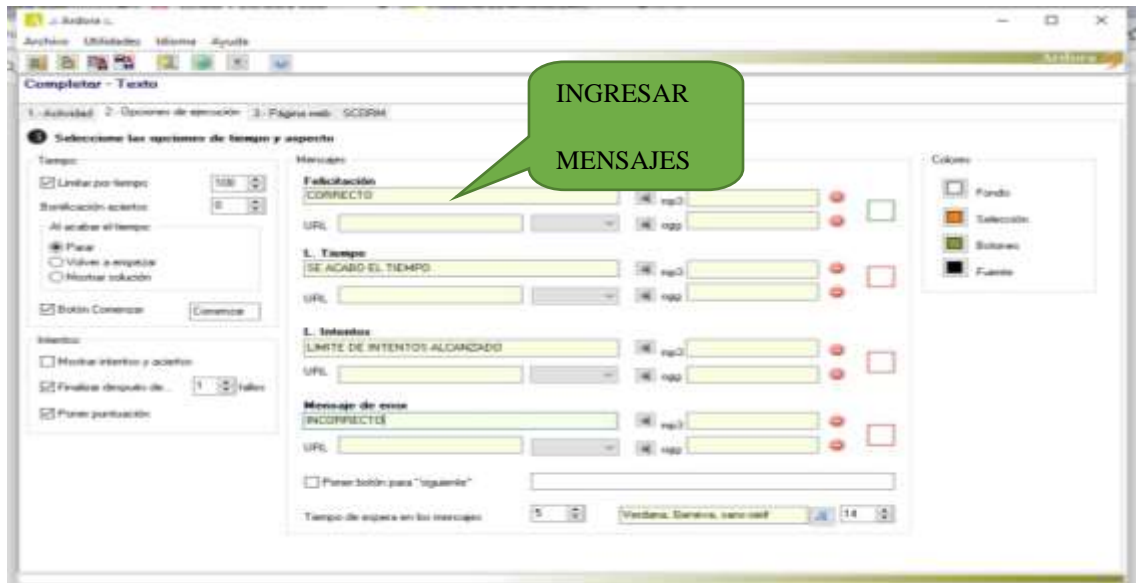 Ardora
Archivo Utilidades Idioma Ayuda
Ardora
Completar - Texto
1.-Actividad 2- Opciones de ejecución 3- Página web SCORM
Seleccione las opciones de tiempo y aspecto
INGRESAR
MENSAJES
Tiempo
Limitar por tiempo 100
Bonificación aciertos 0
Al acabar el tiempo
Parar
Volver a empezar
Mostrar solución
Botón Comenzar Comenzar
Intentos
Mostrar intentos y aciertos
Finalizar después de... 1 fallos
Poner puntuación
Mensajes
Felicitación
CORRECTO mp3
URL ogg
L. Tiempo
SE ACABO EL TIEMPO mp3
URL ogg
L. Intentos
LIMITE DE INTENTOS ALCANZADO mp3
URL ogg
Mensaje de error
INCORRECTO mp3
URL ogg
Poner botón para "siguiente"
Tiempo de espera en los mensajes 5 Verdana, Geneva, sans-serif 14
Colores
Fondo
Selección
Botones
Fuente